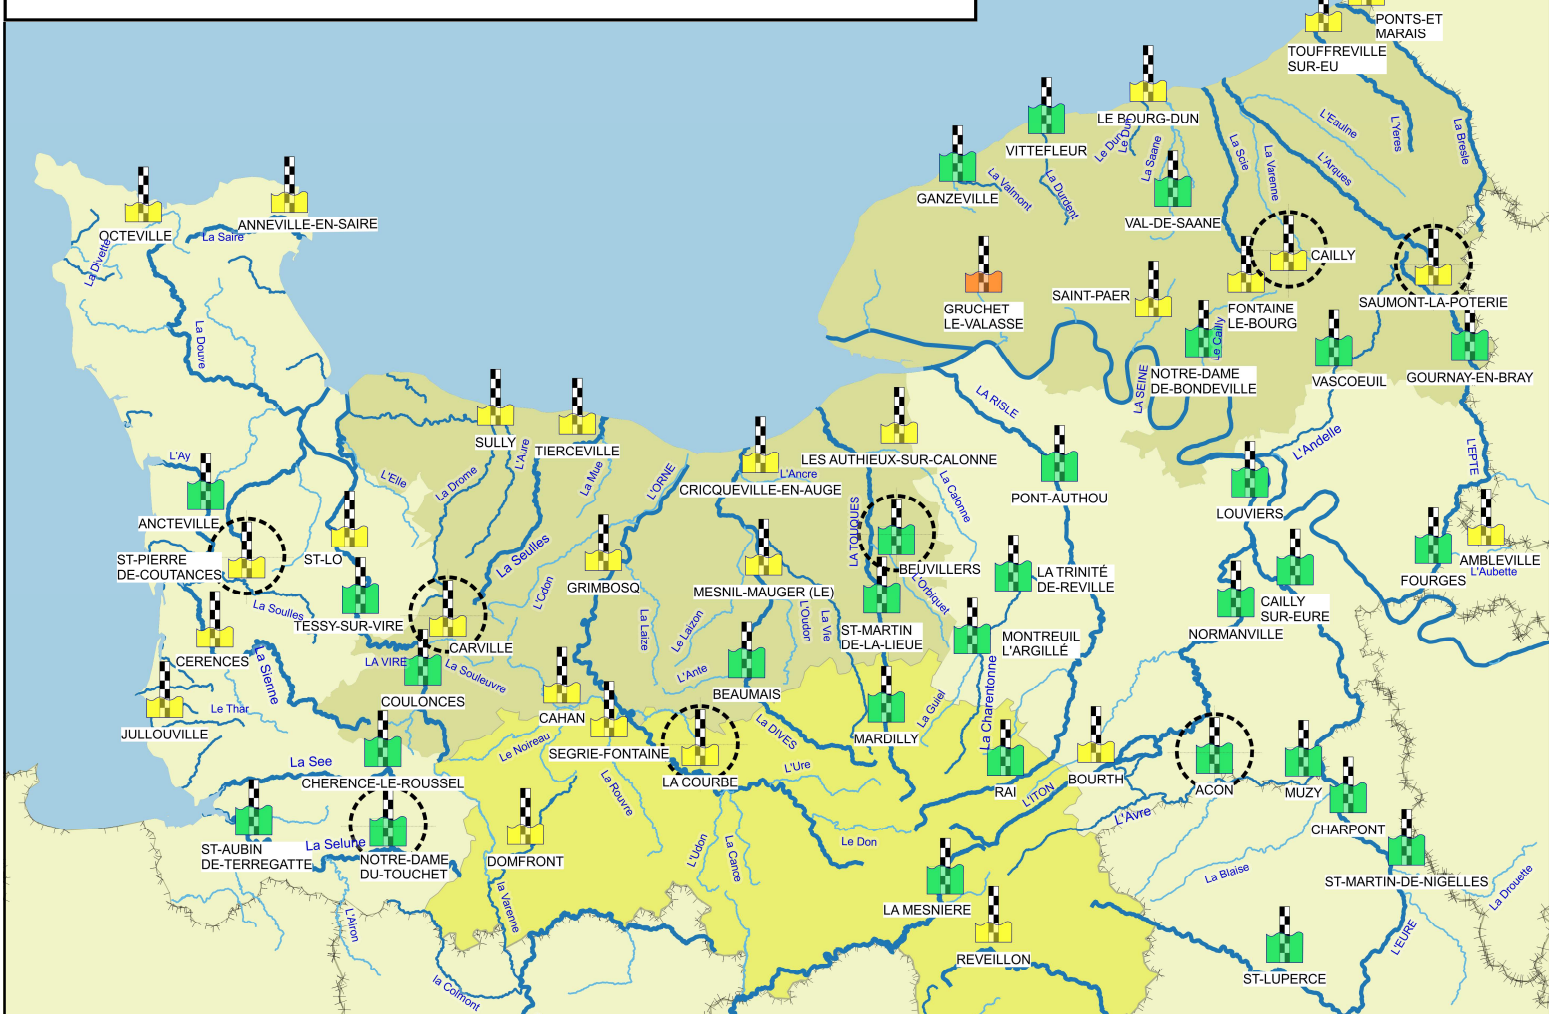 PONTS-ET
MARAIS
TOUFFREVILLE
SUR-EU
LE BOURG-DUN
L'Eaulne
L'Yeres
La Bresle
VITTEFLEUR
Le Dun
Le Dun
La Saane
La Scie
La Varenne
L'Arques
GANZEVILLE
La Valmont
La Durdent
VAL-DE-SAANE
OCTEVILLE
ANNEVILLE-EN-SAIRE
La Saire
La Divette
CAILLY
SAINT-PAER
GRUCHET
LE-VALASSE
FONTAINE
LE-BOURG
SAUMONT-LA-POTERIE
La Douve
Le Cailly
NOTRE-DAME
DE-BONDEVILLE
VASCOEUIL
GOURNAY-EN-BRAY
LA SEINE
LA RISLE
SULLY
TIERCEVILLE
L'Aure
LES AUTHIEUX-SUR-CALONNE
L'Andelle
L'EPTE
L'Ay
L'Elle
La Drome
La Mue
L'ORNE
CRICQUEVILLE-EN-AUGE
L'Ancre
La Calonne
PONT-AUTHOU
LOUVIERS
ANCTEVILLE
ST-LO
ST-PIERRE
DE-COUTANCES
La Seulles
LA TOUQUES
BEUVILLERS
AMBLEVILLE
L'Aubette
FOURGES
GRIMBOSQ
MESNIL-MAUGER (LE)
L'Orbiquet
LA TRINITÉ
DE-REVILLE
L'Odon
La Soulles
TESSY-SUR-VIRE
CARVILLE
La Laize
Le Laizon
L'Oudon
La Vie
ST-MARTIN
DE-LA-LIEUE
MONTREUIL
L'ARGILLÉ
CAILLY
SUR-EURE
NORMANVILLE
CERENCES
La Sienne
LA VIRE
La Souleuvre
COULONCES
L'Ante
BEAUMAIS
La Guiel
La Charentonne
JULLOUVILLE
Le Thar
CAHAN
SEGRIE-FONTAINE
Le Noireau
La DIVES
MARDILLY
La See
CHERENCE-LE-ROUSSEL
LA COURBE
L'Ure
RAI
BOURTH
L'ITON
ACON
MUZY
La Rouvre
L'Avre
CHARPONT
ST-AUBIN
DE-TERREGATTE
La Selune
NOTRE-DAME
DU-TOUCHET
DOMFRONT
L'Udon
La Cance
Le Don
La Blaise
ST-MARTIN-DE-NIGELLES
La Drouette
L'Airon
la Varenne
LA MESNIERE
REVEILLON
L'EURE
ST-LUPERCE
la Colmont